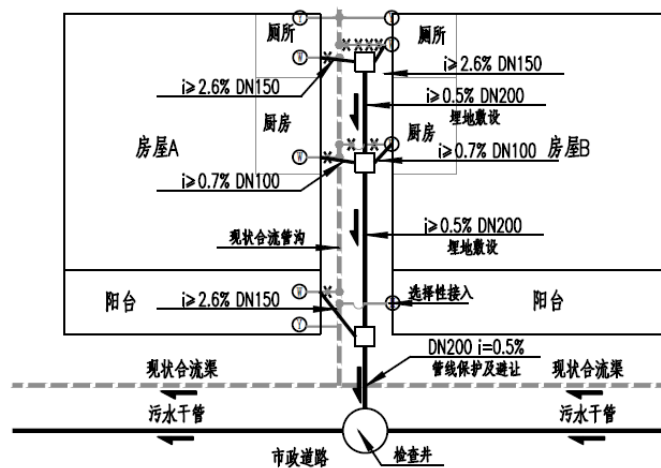 厕所
厕所
i≥2.6% DN150
i≥2.6% DN150
i≥0.5% DN200
埋地敷设
厨房
厨房
房屋A
房屋B
i≥0.7% DN100
i≥0.7% DN100
现状合流管沟
i≥0.5% DN200
埋地敷设
阳台
i≥2.6% DN150
选择性接入
阳台
DN200 i=0.5%
管线保护及避让
现状合流渠
现状合流渠
污水干管
污水干管
市政道路
检查井
Y
W
W
W
Y